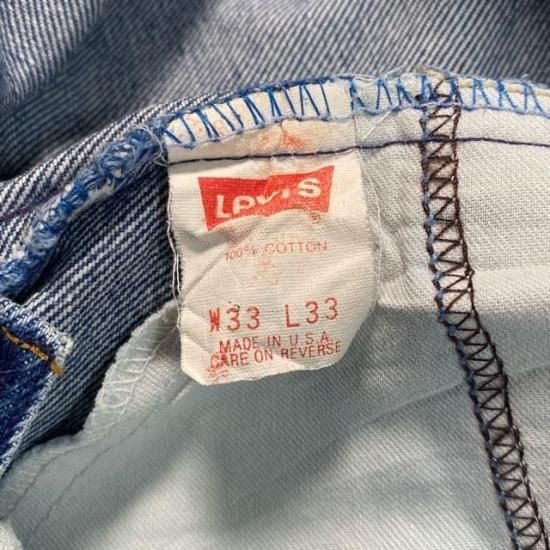 LEVI'S
®
100% COTTON
W33 L33
MADE IN U.S.A.
CARE ON REVERSE